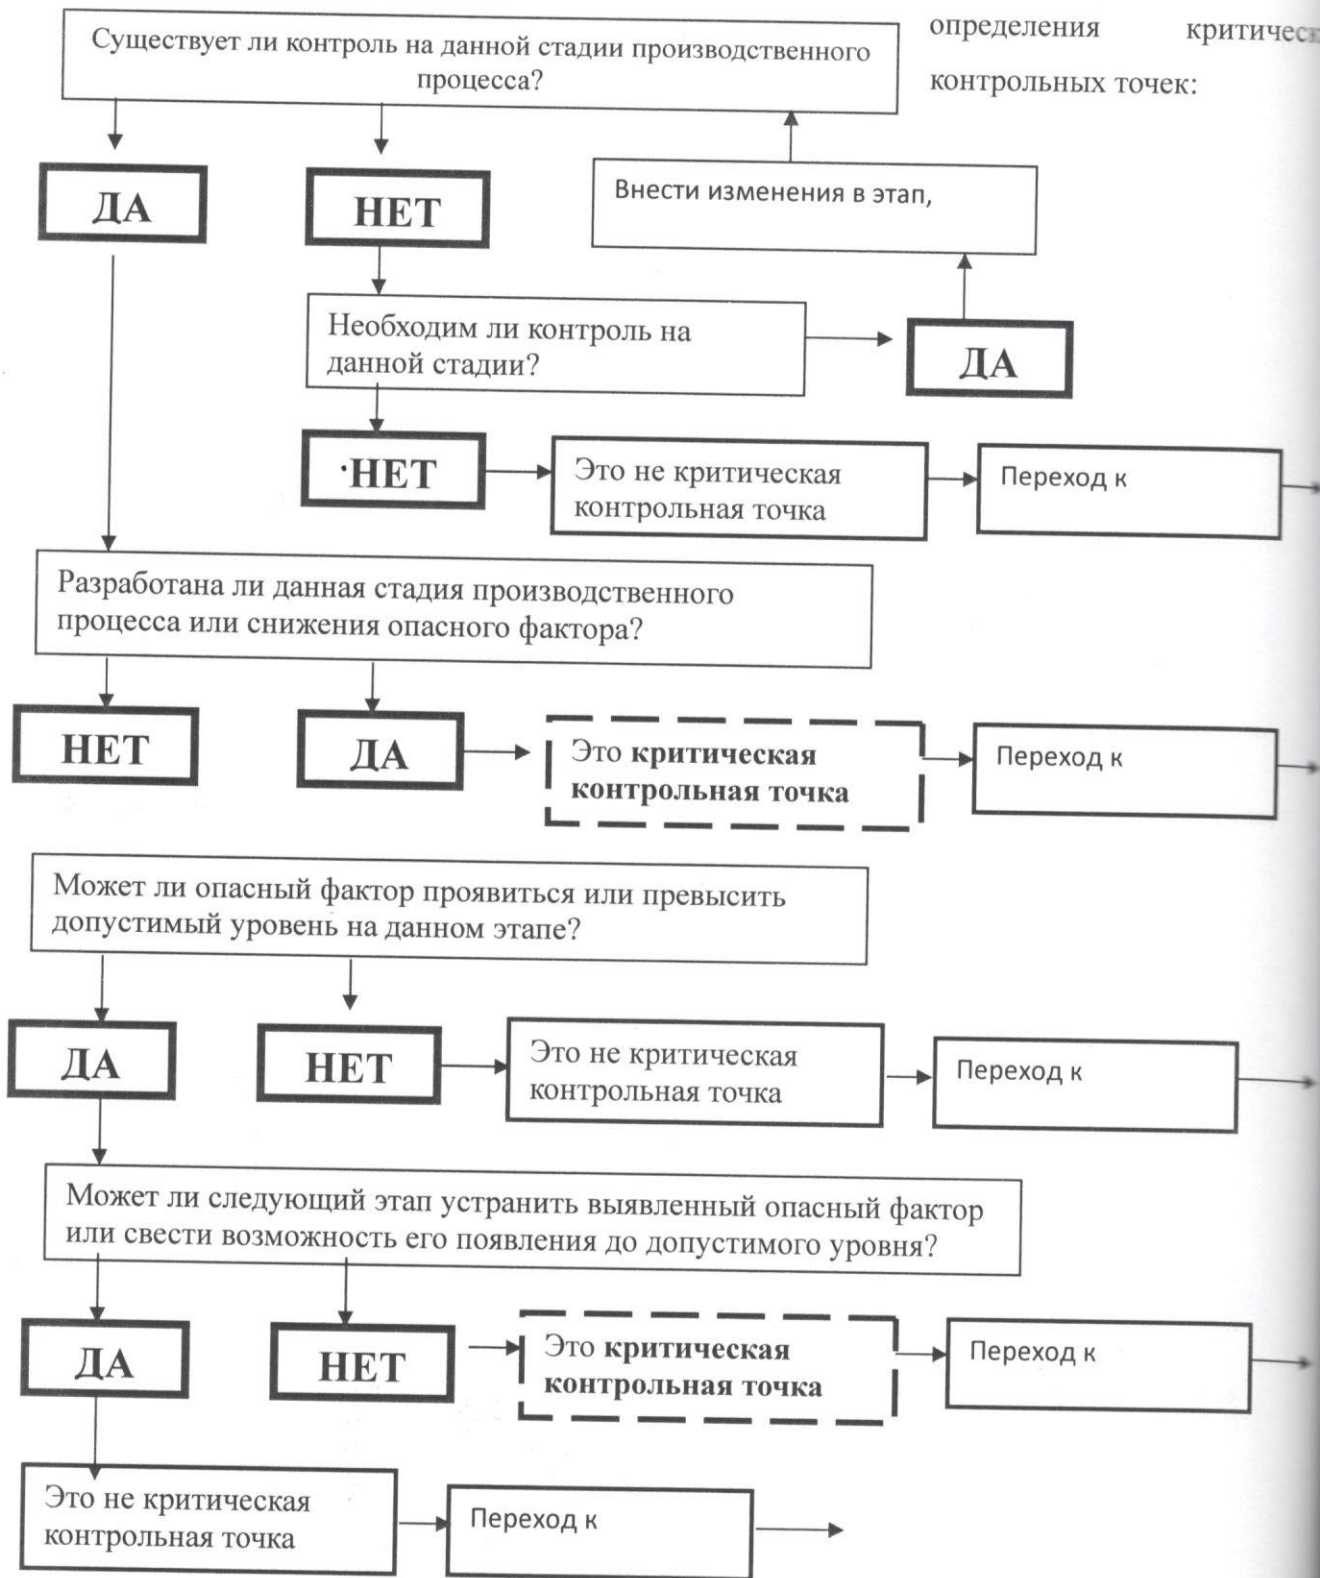 определения
контрольных точек:
Существует ли контроль на данной стадии производственного
процесса?
ДА
НЕТ
Внести изменения в этап,
Необходим ли контроль на
данной стадии?
ДА
НЕТ
Это не критическая
контрольная точка
Переход к
Разработана ли данная стадия производственного
процесса или снижения опасного фактора?
НЕТ
ДА
Это критическая
контрольная точка
Переход к
Может ли опасный фактор проявиться или превысить
допустимый уровень на данном этапе?
ДА
НЕТ
Это не критическая
контрольная точка
Переход к
Может ли следующий этап устранить выявленный опасный фактор
или свести возможность его появления до допустимого уровня?
ДА
НЕТ
Это критическая
контрольная точка
Переход к
Это не критическая
контрольная точка
Переход к